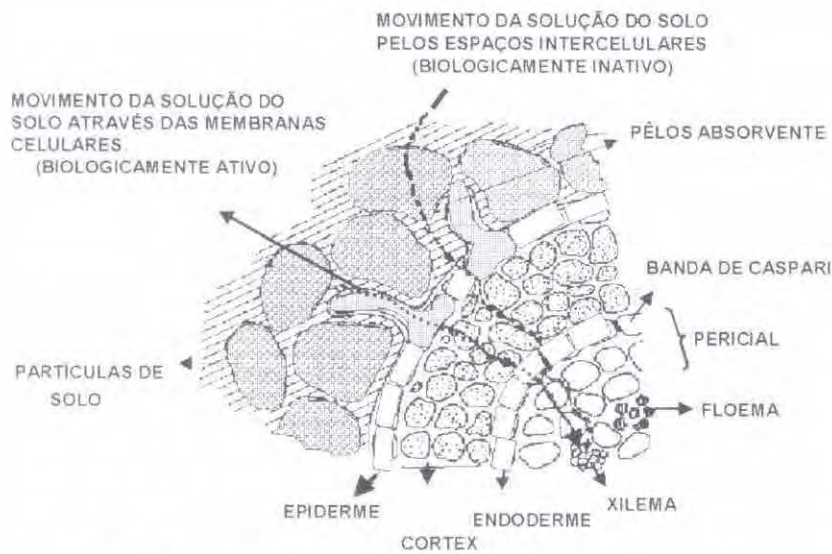 MOVIMENTO DA SOLUÇÃO DO SOLO
PELOS ESPAÇOS INTERCELULARES
(BIOLOGICAMENTE INATIVO)
MOVIMENTO DA SOLUÇÃO DO
SOLO ATRAVÉS DAS MEMBRANAS
CELULARES.
(BIOLOGICAMENTE ATIVO)
PÊLOS ABSORVENTE
BANDA DE CASPARI
PERICIAL
PARTÍCULAS DE
SOLO
FLOEMA
EPIDERME
CORTEX
ENDODERME
XILEMA